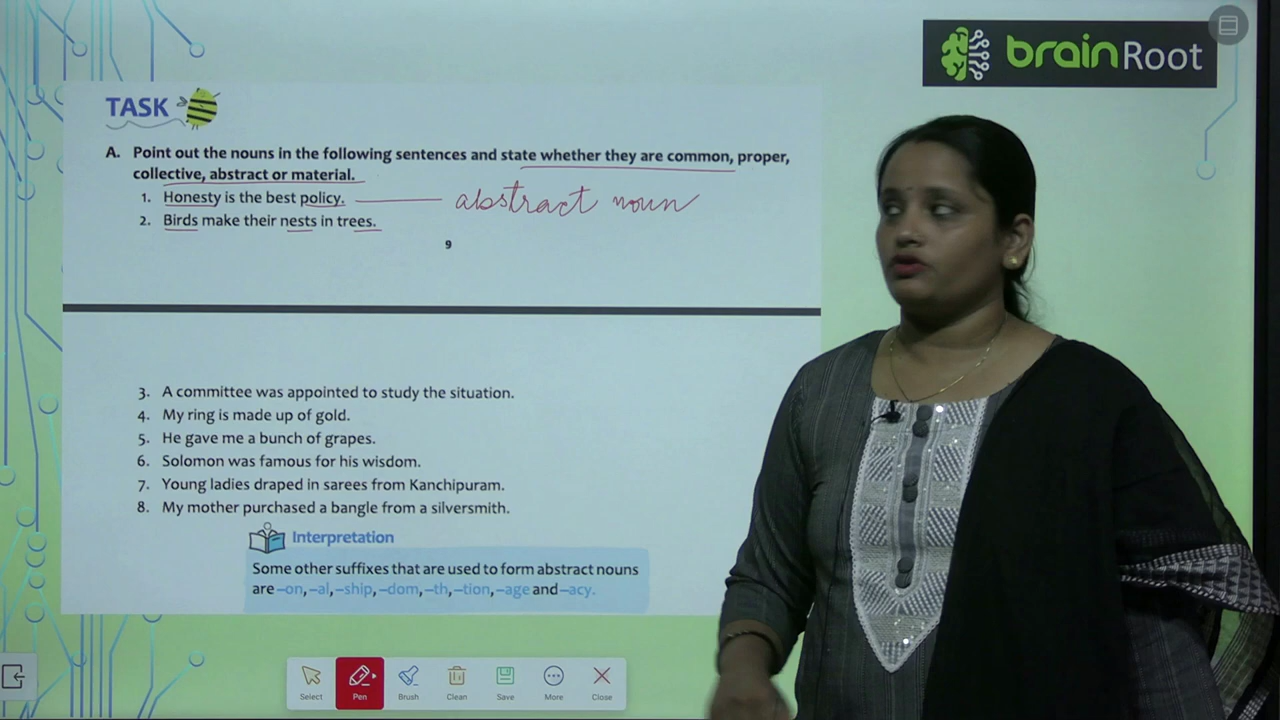 brainRoot
TASK
A. Point out the nouns in the following sentences and state whether they are common, proper,
collective, abstract or material.
1. Honesty is the best policy. abstract noun
2. Birds make their nests in trees.
9
3. A committee was appointed to study the situation.
4. My ring is made up of gold.
5. He gave me a bunch of grapes.
6. Solomon was famous for his wisdom.
7. Young ladies draped in sarees from Kanchipuram.
8. My mother purchased a bangle from a silversmith.
Interpretation
Some other suffixes that are used to form abstract nouns
are –on, –al, –ship, –dom, –th, –tion, –age and –acy.
Select Pen Brush Clean Save More Close